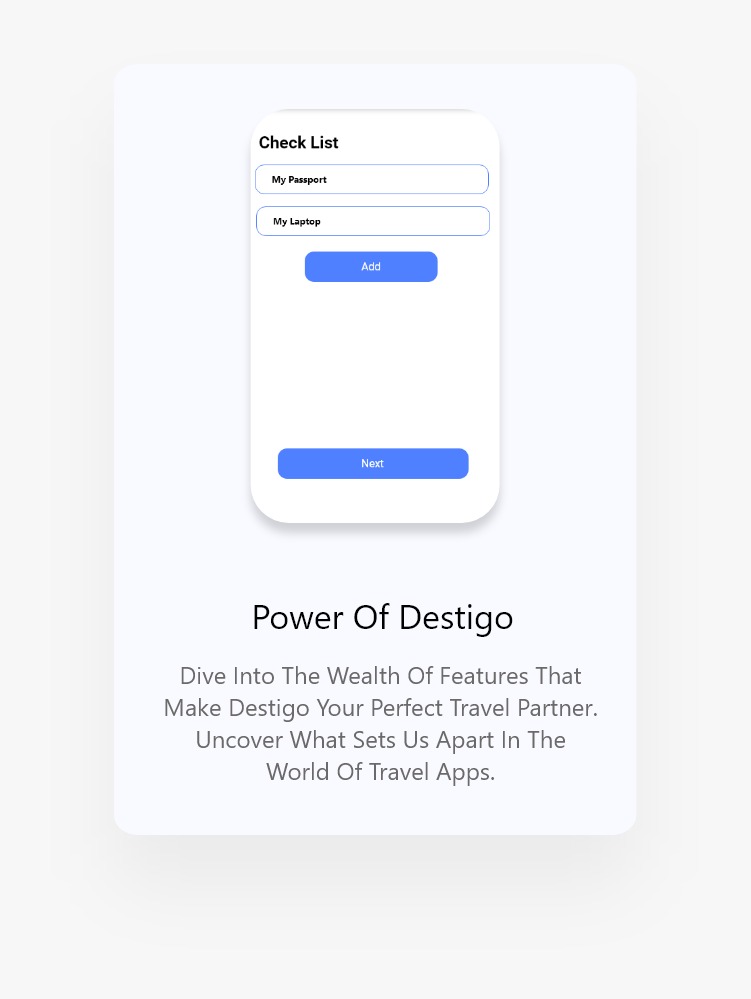 Check List
My Passport
My Laptop
Add
Next
Power Of Destigo
Dive Into The Wealth Of Features That
Make Destigo Your Perfect Travel Partner.
Uncover What Sets Us Apart In The
World Of Travel Apps.